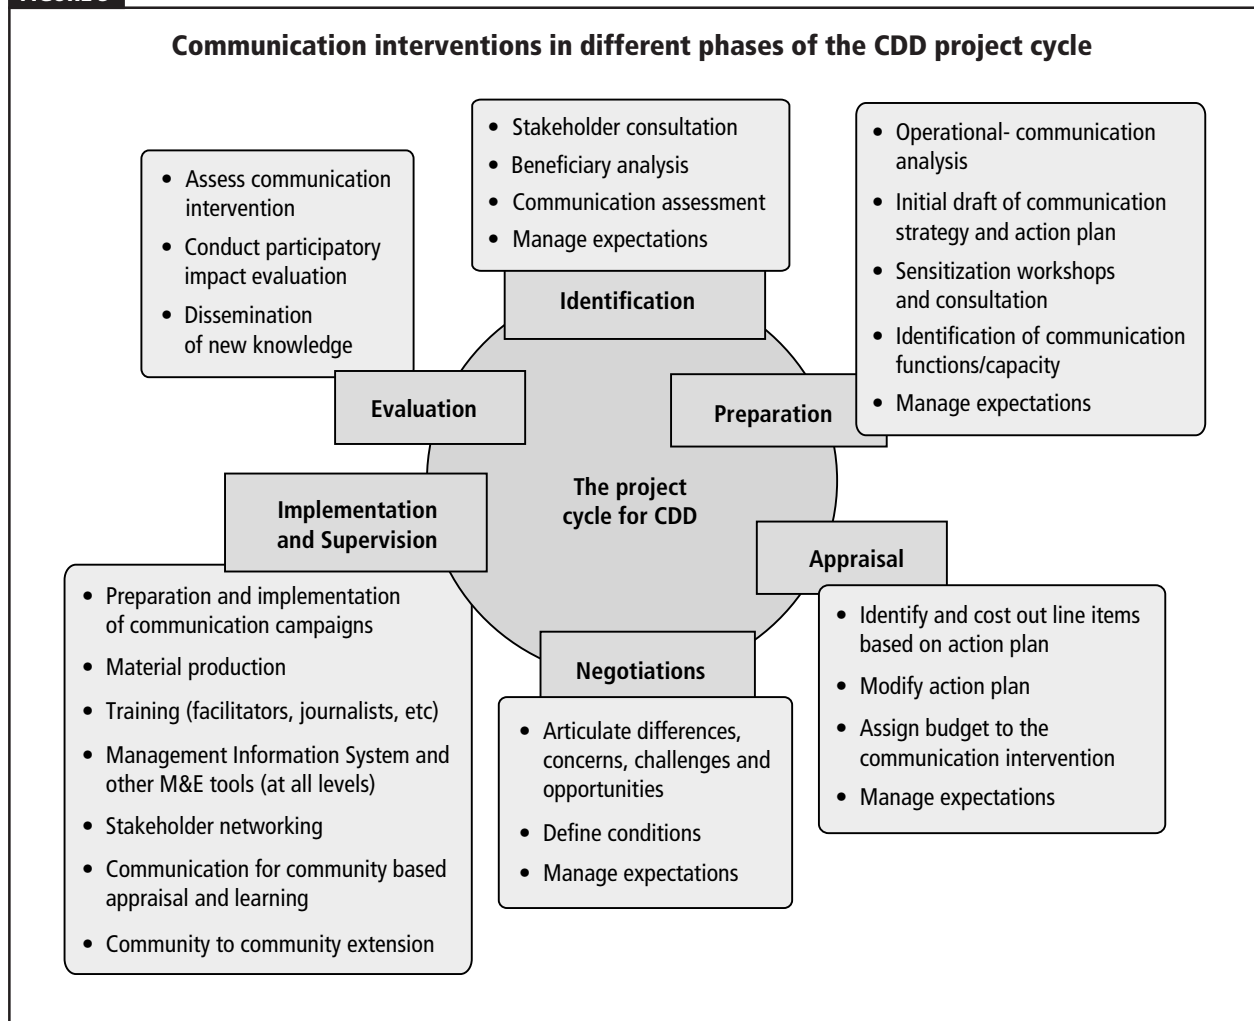 Communication interventions in different phases of the CDD project cycle
• Stakeholder consultation
• Beneficiary analysis
• Communication assessment
• Manage expectations
Identification
• Operational- communication
analysis
• Initial draft of communication
strategy and action plan
• Sensitization workshops
and consultation
• Identification of communication
functions/capacity
• Manage expectations
Preparation
• Assess communication
intervention
• Conduct participatory
impact evaluation
• Dissemination
of new knowledge
Evaluation
The project
cycle for CDD
Implementation
and Supervision
• Preparation and implementation
of communication campaigns
• Material production
• Training (facilitators, journalists, etc)
• Management Information System and
other M&E tools (at all levels)
• Stakeholder networking
• Communication for community based
appraisal and learning
• Community to community extension
Appraisal
• Identify and cost out line items
based on action plan
• Modify action plan
• Assign budget to the
communication intervention
• Manage expectations
Negotiations
• Articulate differences,
concerns, challenges and
opportunities
• Define conditions
• Manage expectations